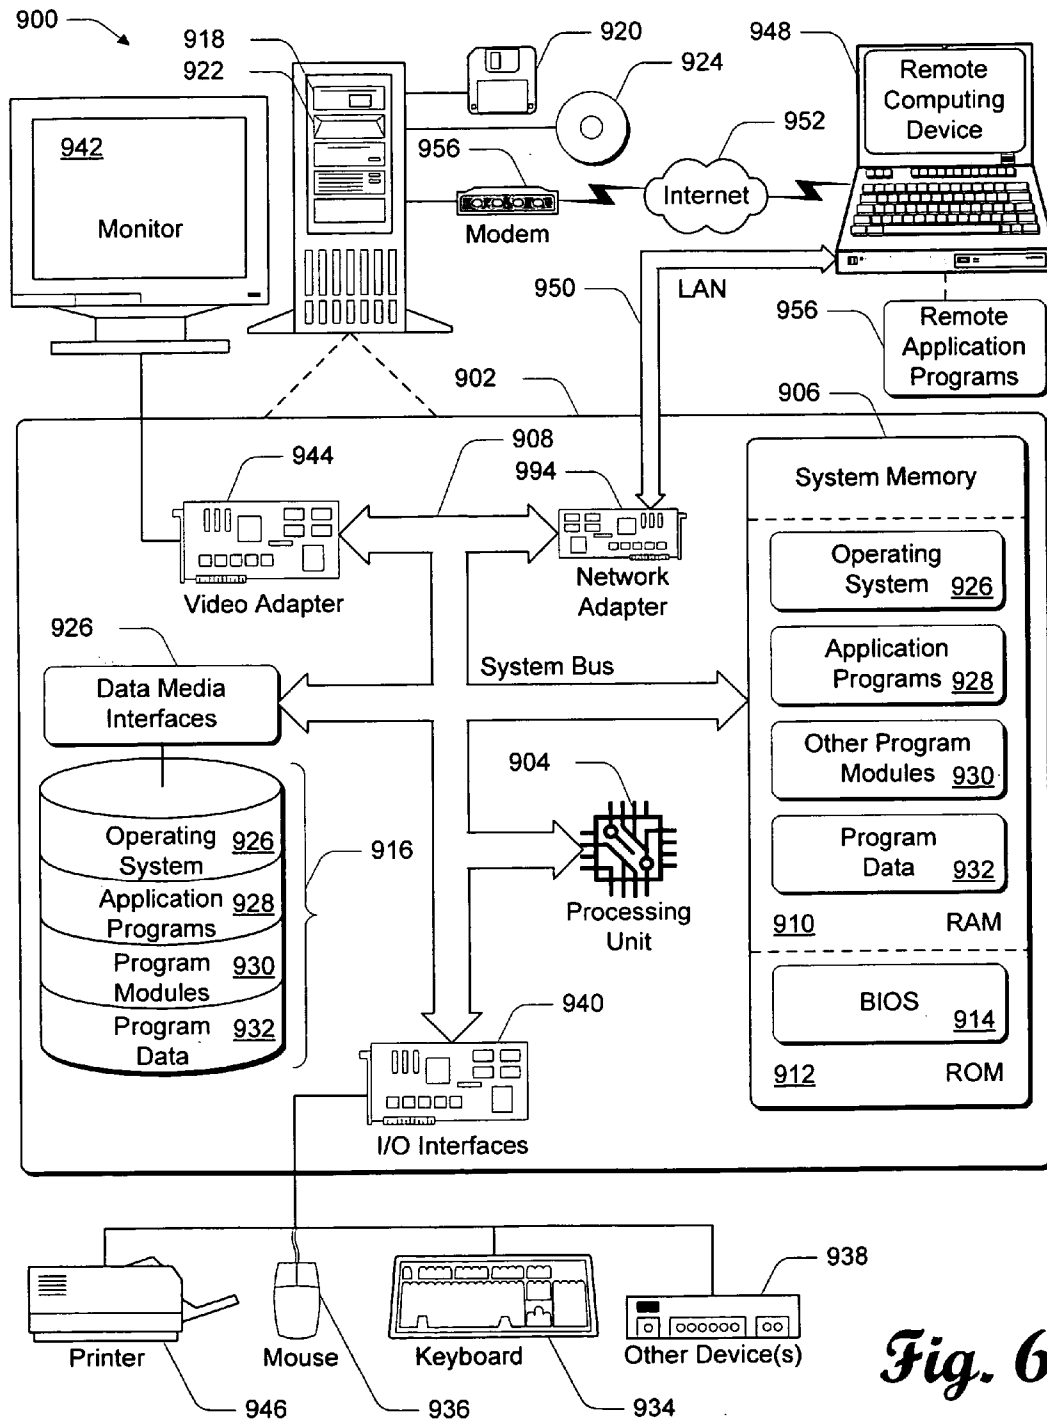 900
918
922
920
924
948
Remote
Computing
Device
942
Monitor
956
Modem
952
Internet
950
LAN
956
Remote
Application
Programs
902
906
908
944
994
Video Adapter
Network
Adapter
System Memory
Operating
System 926
Application
Programs 928
Other Program
Modules 930
Program
Data 932
910 RAM
BIOS
914
912 ROM
926
Data Media
Interfaces
System Bus
904
Processing
Unit
Operating
System 926
Application
Programs 928
Program
Modules 930
Program
Data 932
916
940
I/O Interfaces
938
Printer
Mouse
Keyboard
Other Device(s)
946
936
934
Fig. 6